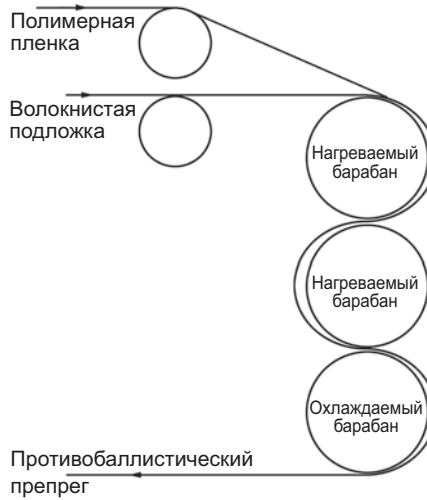 Полимерная
пленка
Волокнистая
подложка
Нагреваемый
барабан
Нагреваемый
барабан
Охлаждаемый
барабан
Противобаллистический
препрег